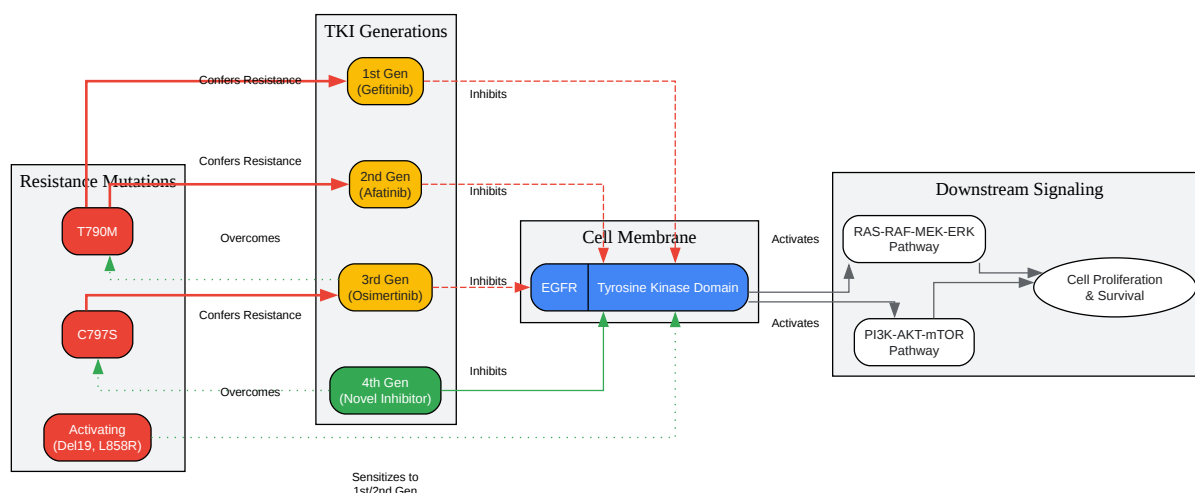 TKI Generations
1st Gen
(Gefitinib)
Confers Resistance
Inhibits
Confers Resistance
Resistance Mutations
2nd Gen
(Afatinib)
Inhibits
Downstream Signaling
T790M
Overcomes
Cell Membrane
Activates
RAS-RAF-MEK-ERK
Pathway
3rd Gen
(Osimertinib)
Inhibits
EGFR
Tyrosine Kinase Domain
Cell Proliferation
& Survival
Confers Resistance
Activates
C797S
PI3K-AKT-mTOR
Pathway
Inhibits
4th Gen
(Novel Inhibitor)
Overcomes
Activating
(Del19, L858R)
Sensitizes to
1st/2nd Gen